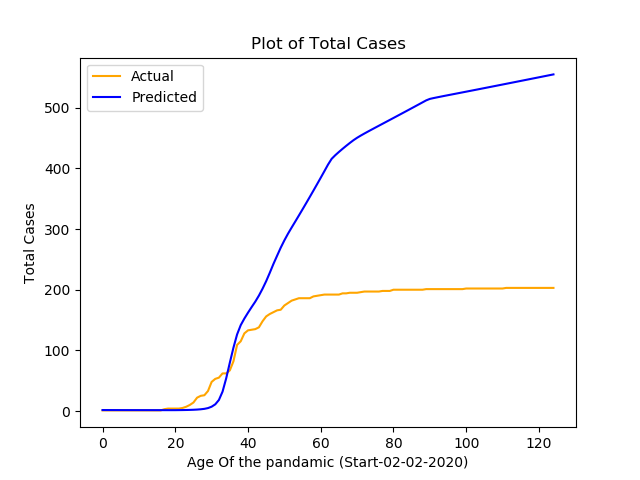 Plot of Total Cases
Actual
Predicted
Total Cases
500
400
300
200
100
0
0 20 40 60 80 100 120
Age Of the pandamic (Start-02-02-2020)